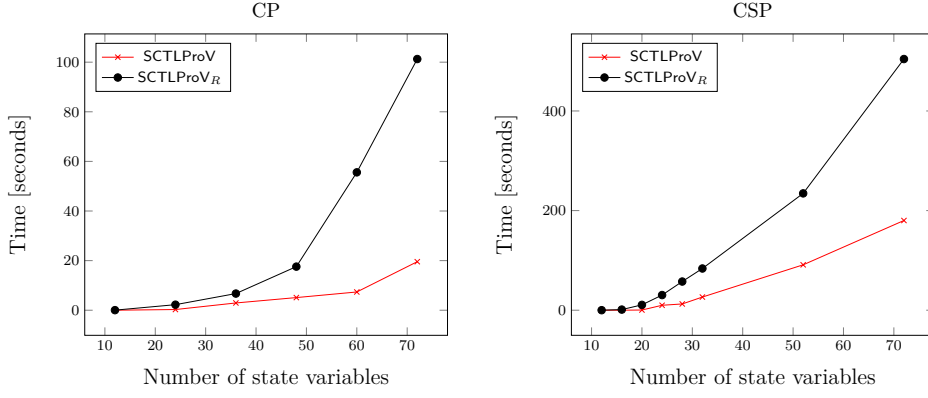 CP
SCTLProV
SCTLProV_R
100
80
60
40
20
0
Time [seconds]
10 20 30 40 50 60 70
Number of state variables
CSP
SCTLProV
SCTLProV_R
400
200
0
Time [seconds]
10 20 30 40 50 60 70
Number of state variables